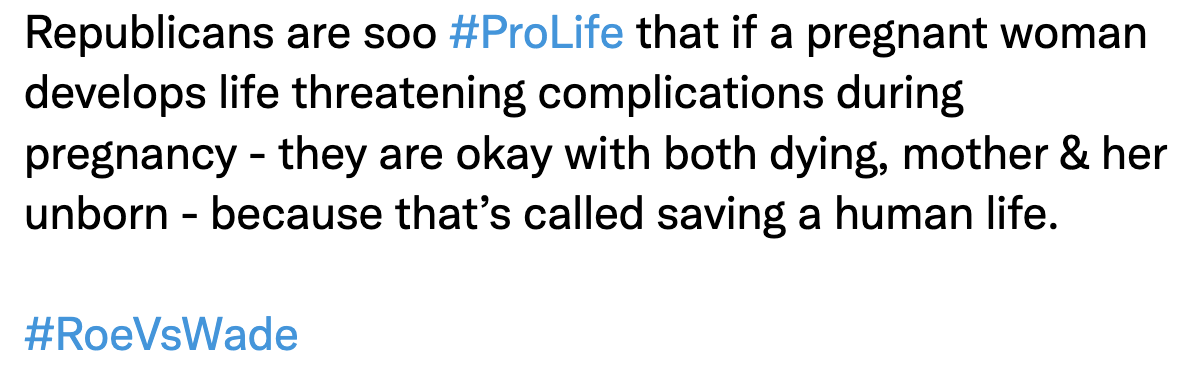 Republicans are soo #ProLife that if a pregnant woman
develops life threatening complications during
pregnancy - they are okay with both dying, mother & her
unborn - because that’s called saving a human life.
#RoeVsWade